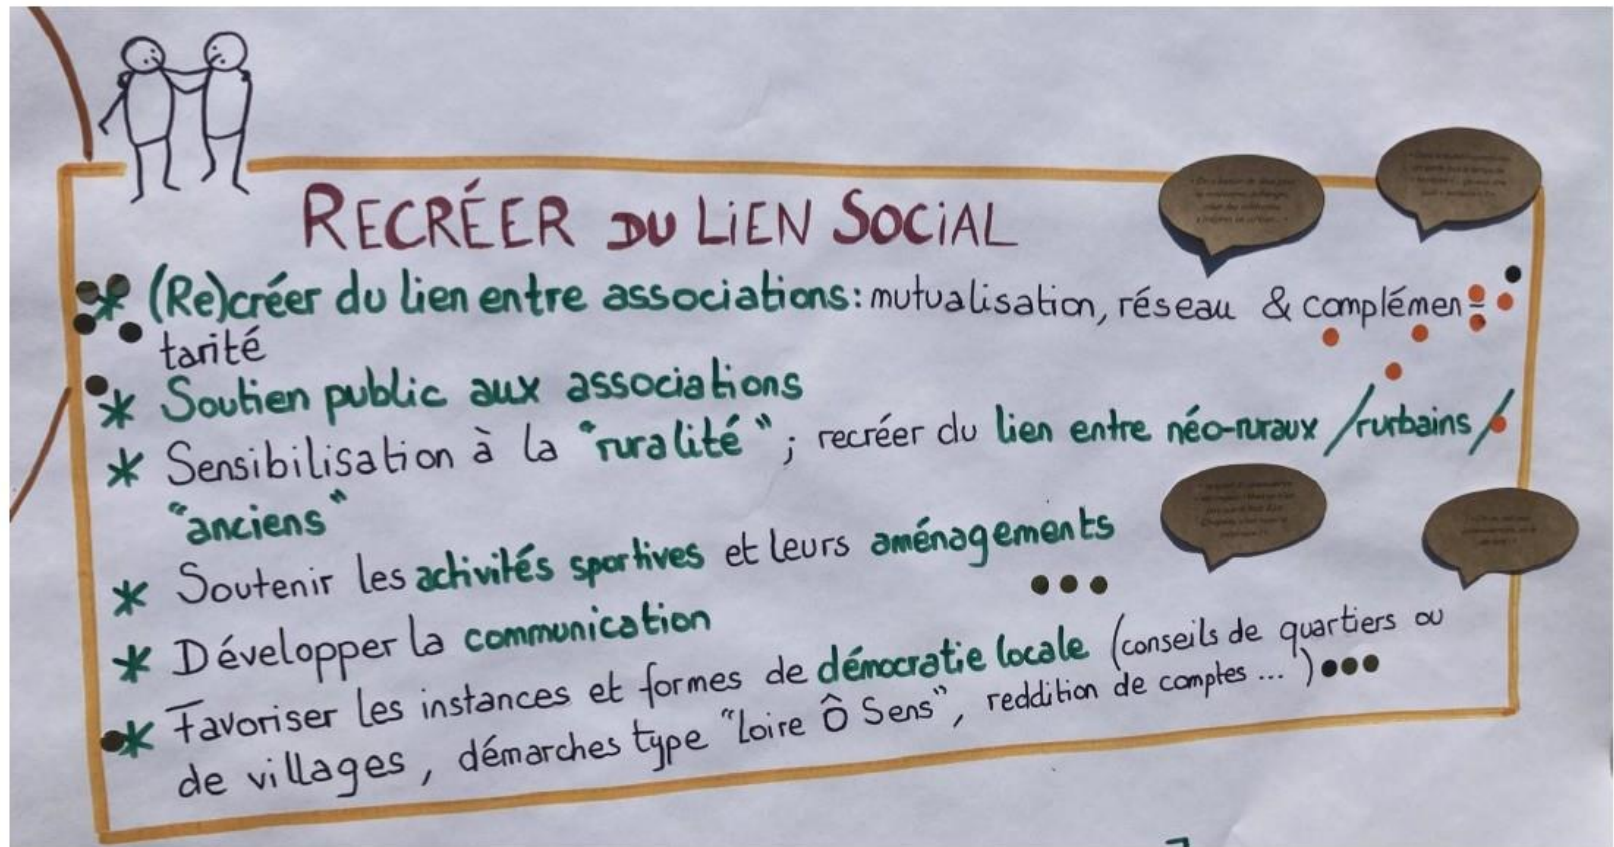 RECRÉER DU LIEN SOCIAL
* (Re)créer du lien entre associations: mutualisation, réseau & complémen=
tarité
* Soutien public aux associations
* Sensibilisation à la "ruralité" ; recréer du lien entre néo-ruraux /rurbains/
"anciens"
* Soutenir les activités sportives et leurs aménagements
* Développer la communication
* Favoriser les instances et formes de démocratie locale (conseils de quartiers ou
de villages, démarches type "Loire Ô Sens", reddition de comptes ... )